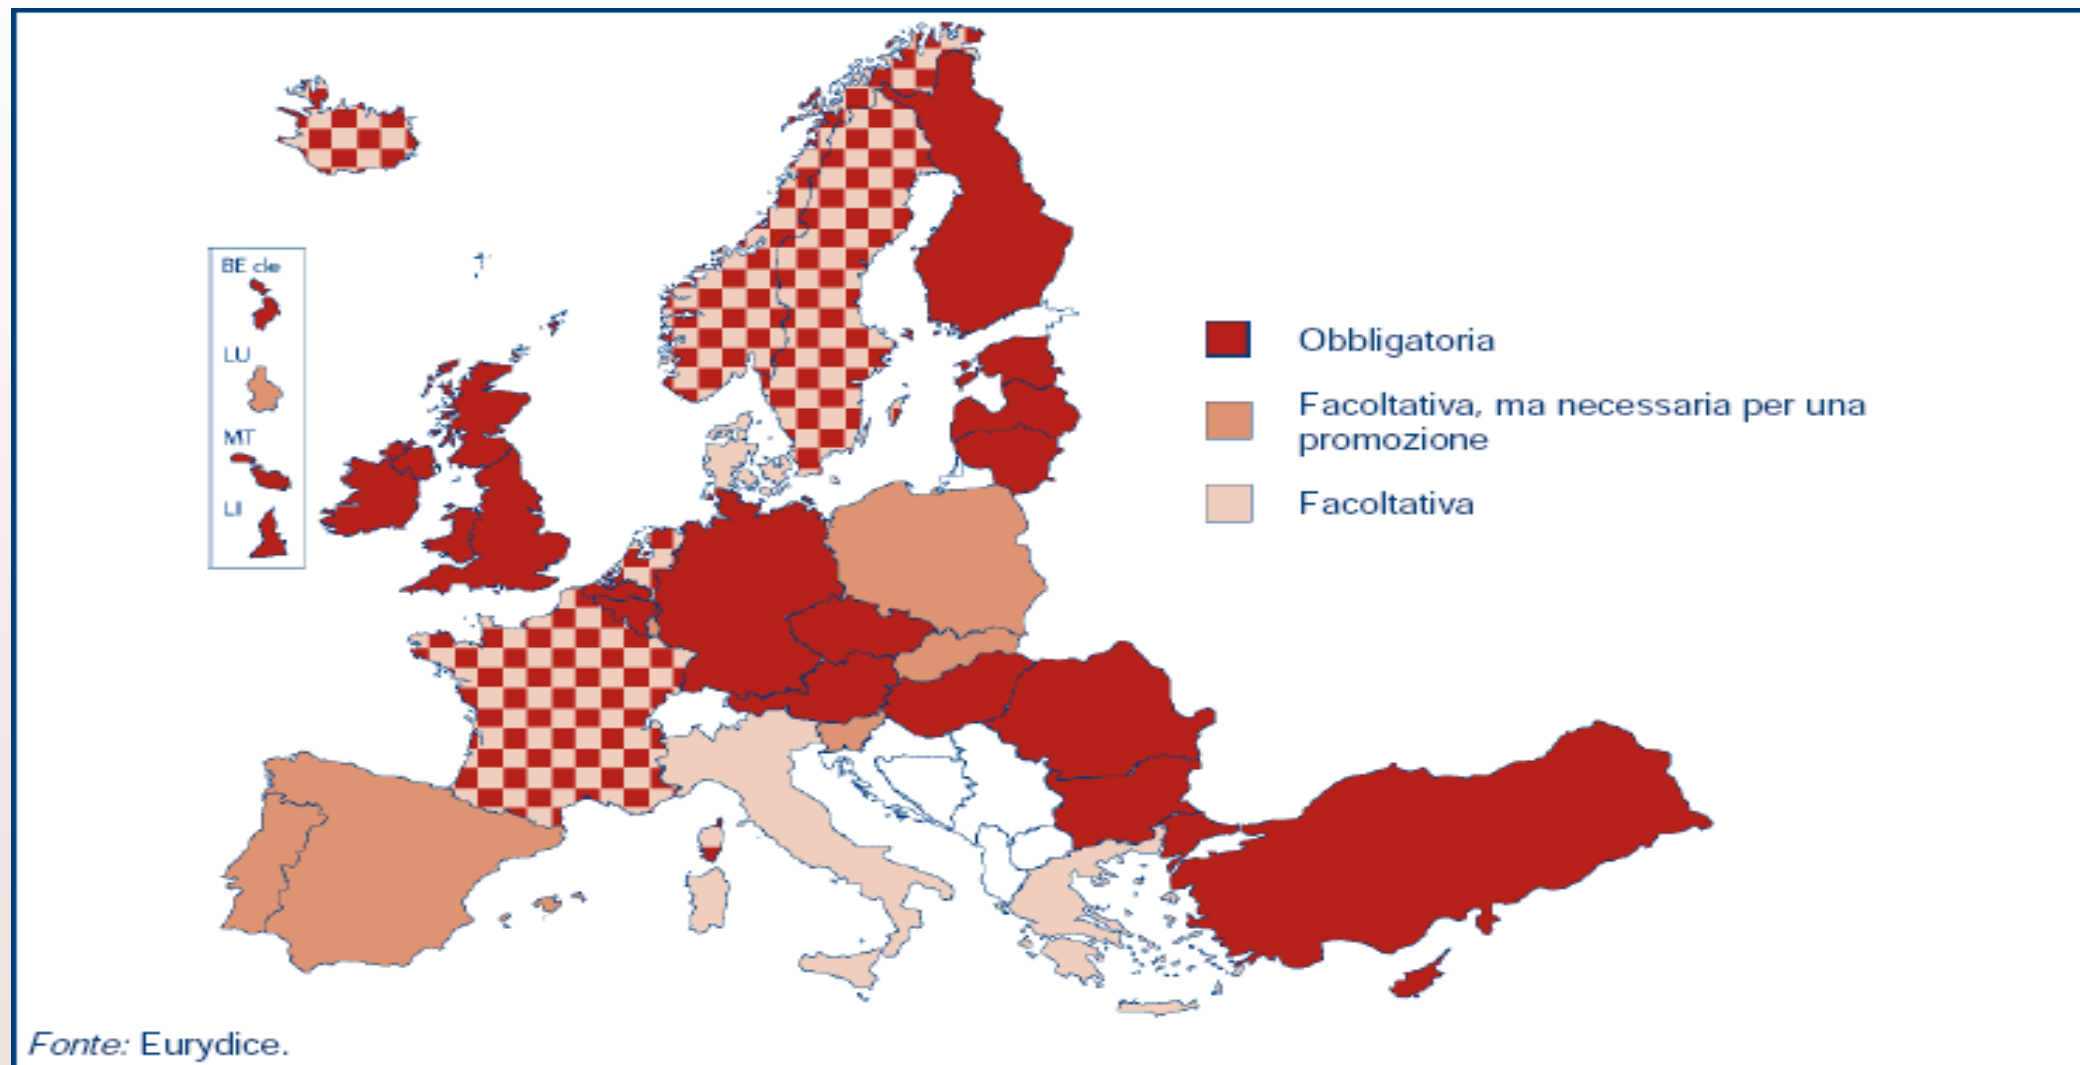 BE de
LU
MT
LI
Obbligatoria
Facoltativa, ma necessaria per una
promozione
Facoltativa
Fonte: Eurydice.